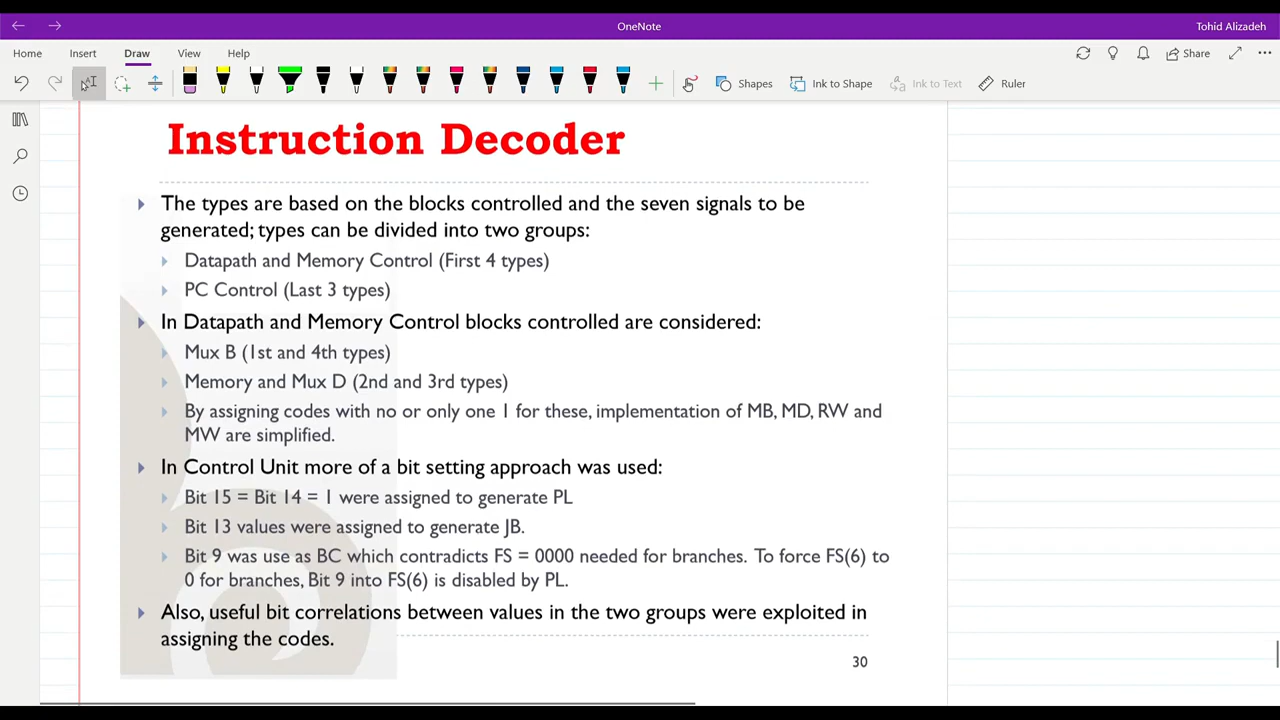 OneNote
Tohid Alizadeh
Home Insert Draw View Help
Share
Shapes Ink to Shape Ink to Text Ruler
Instruction Decoder
The types are based on the blocks controlled and the seven signals to be
generated; types can be divided into two groups:
Datapath and Memory Control (First 4 types)
PC Control (Last 3 types)
In Datapath and Memory Control blocks controlled are considered:
Mux B (1st and 4th types)
Memory and Mux D (2nd and 3rd types)
By assigning codes with no or only one 1 for these, implementation of MB, MD, RW and
MW are simplified.
In Control Unit more of a bit setting approach was used:
Bit 15 = Bit 14 = 1 were assigned to generate PL
Bit 13 values were assigned to generate JB.
Bit 9 was use as BC which contradicts FS = 0000 needed for branches. To force FS(6) to
0 for branches, Bit 9 into FS(6) is disabled by PL.
Also, useful bit correlations between values in the two groups were exploited in
assigning the codes.
30